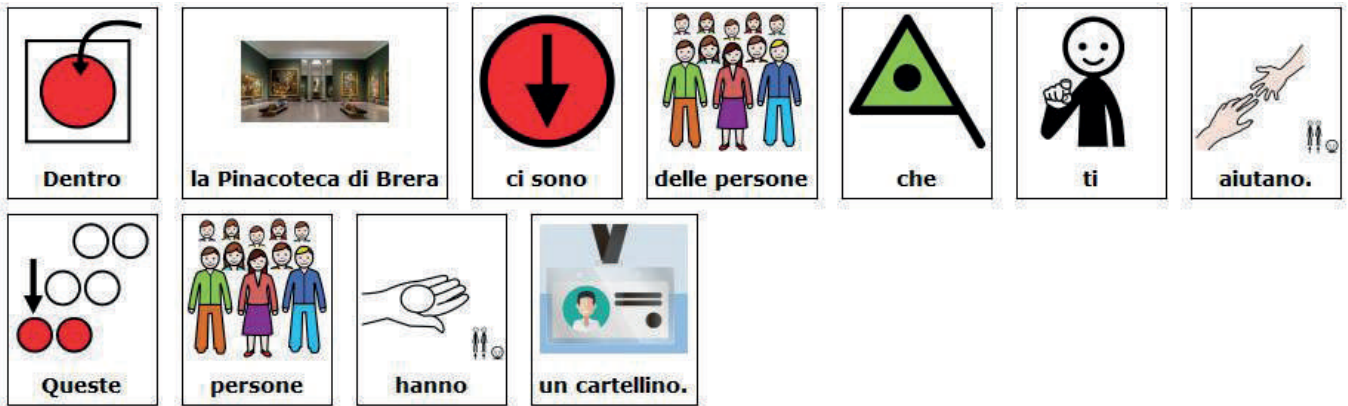 Dentro la Pinacoteca di Brera ci sono delle persone che ti aiutano.
Queste persone hanno un cartellino.